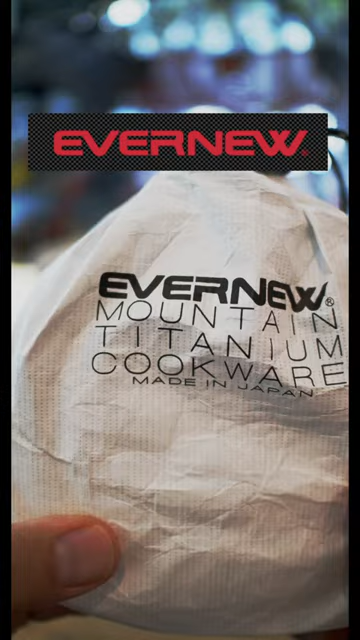 EVERNEW®
EVERNEW®
MOUNTAIN
TITANIUM
COOKWARE
MADE IN JAPAN